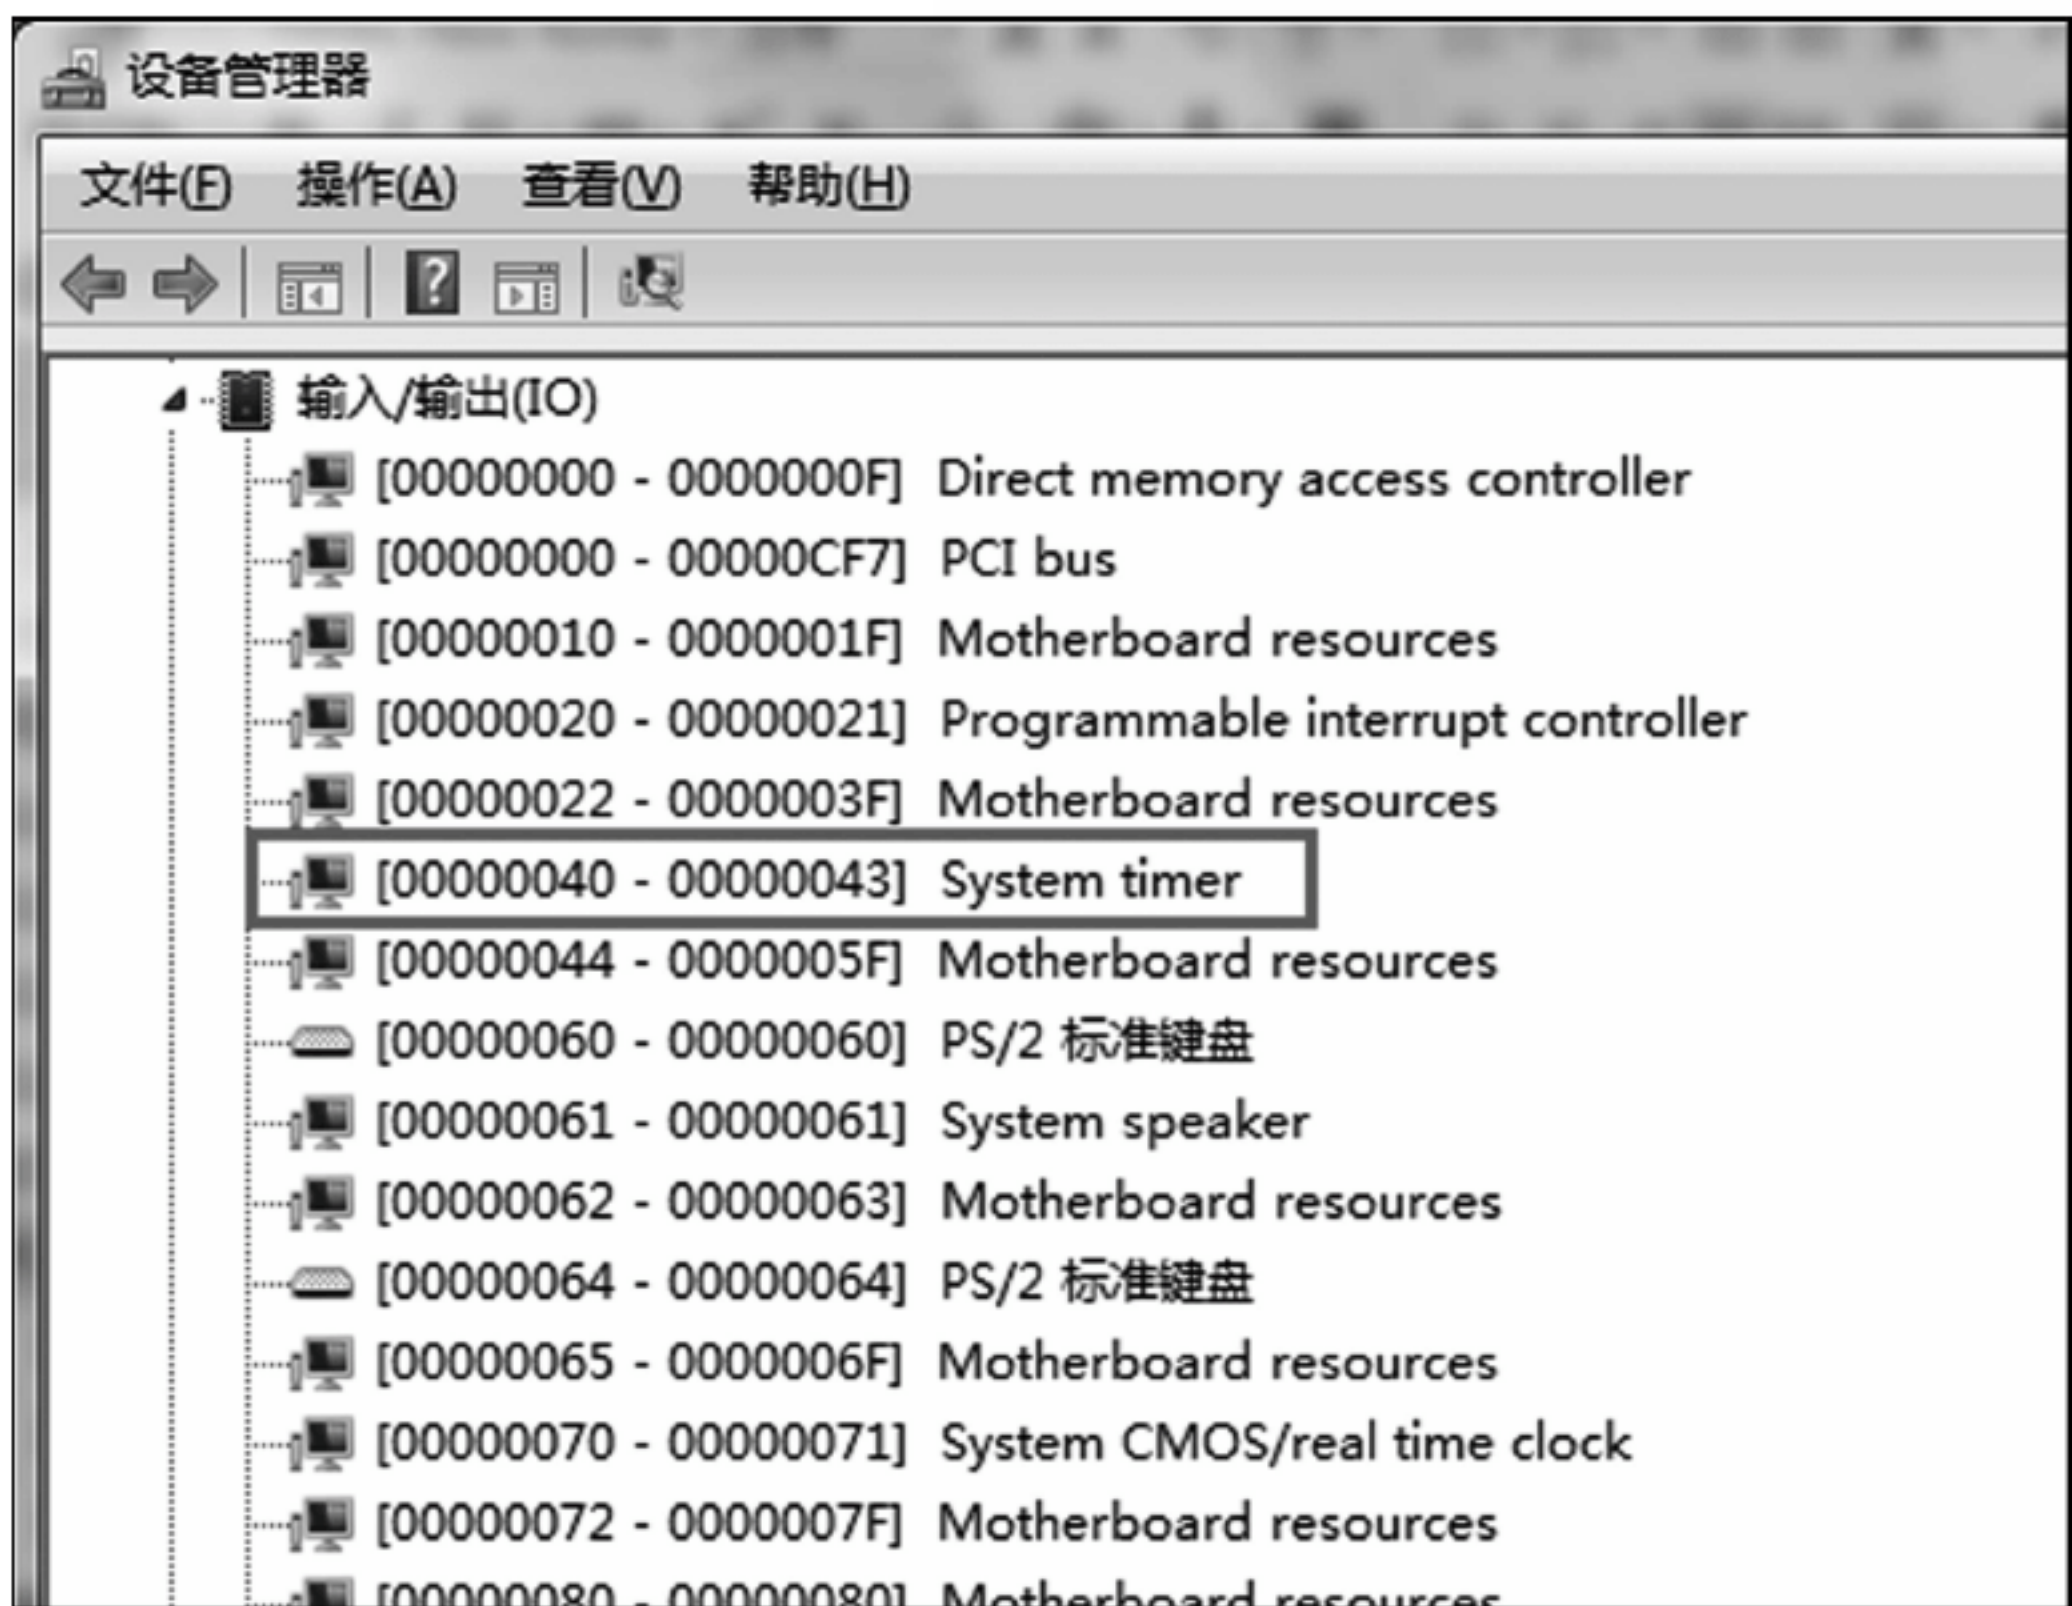 设备管理器
文件(F) 操作(A) 查看(V) 帮助(H)
输入/输出(IO)
[00000000 - 0000000F] Direct memory access controller
[00000000 - 00000CF7] PCI bus
[00000010 - 0000001F] Motherboard resources
[00000020 - 00000021] Programmable interrupt controller
[00000022 - 0000003F] Motherboard resources
[00000040 - 00000043] System timer
[00000044 - 0000005F] Motherboard resources
[00000060 - 00000060] PS/2 标准键盘
[00000061 - 00000061] System speaker
[00000062 - 00000063] Motherboard resources
[00000064 - 00000064] PS/2 标准键盘
[00000065 - 0000006F] Motherboard resources
[00000070 - 00000071] System CMOS/real time clock
[00000072 - 0000007F] Motherboard resources
[00000080 - 00000080] Motherboard resources